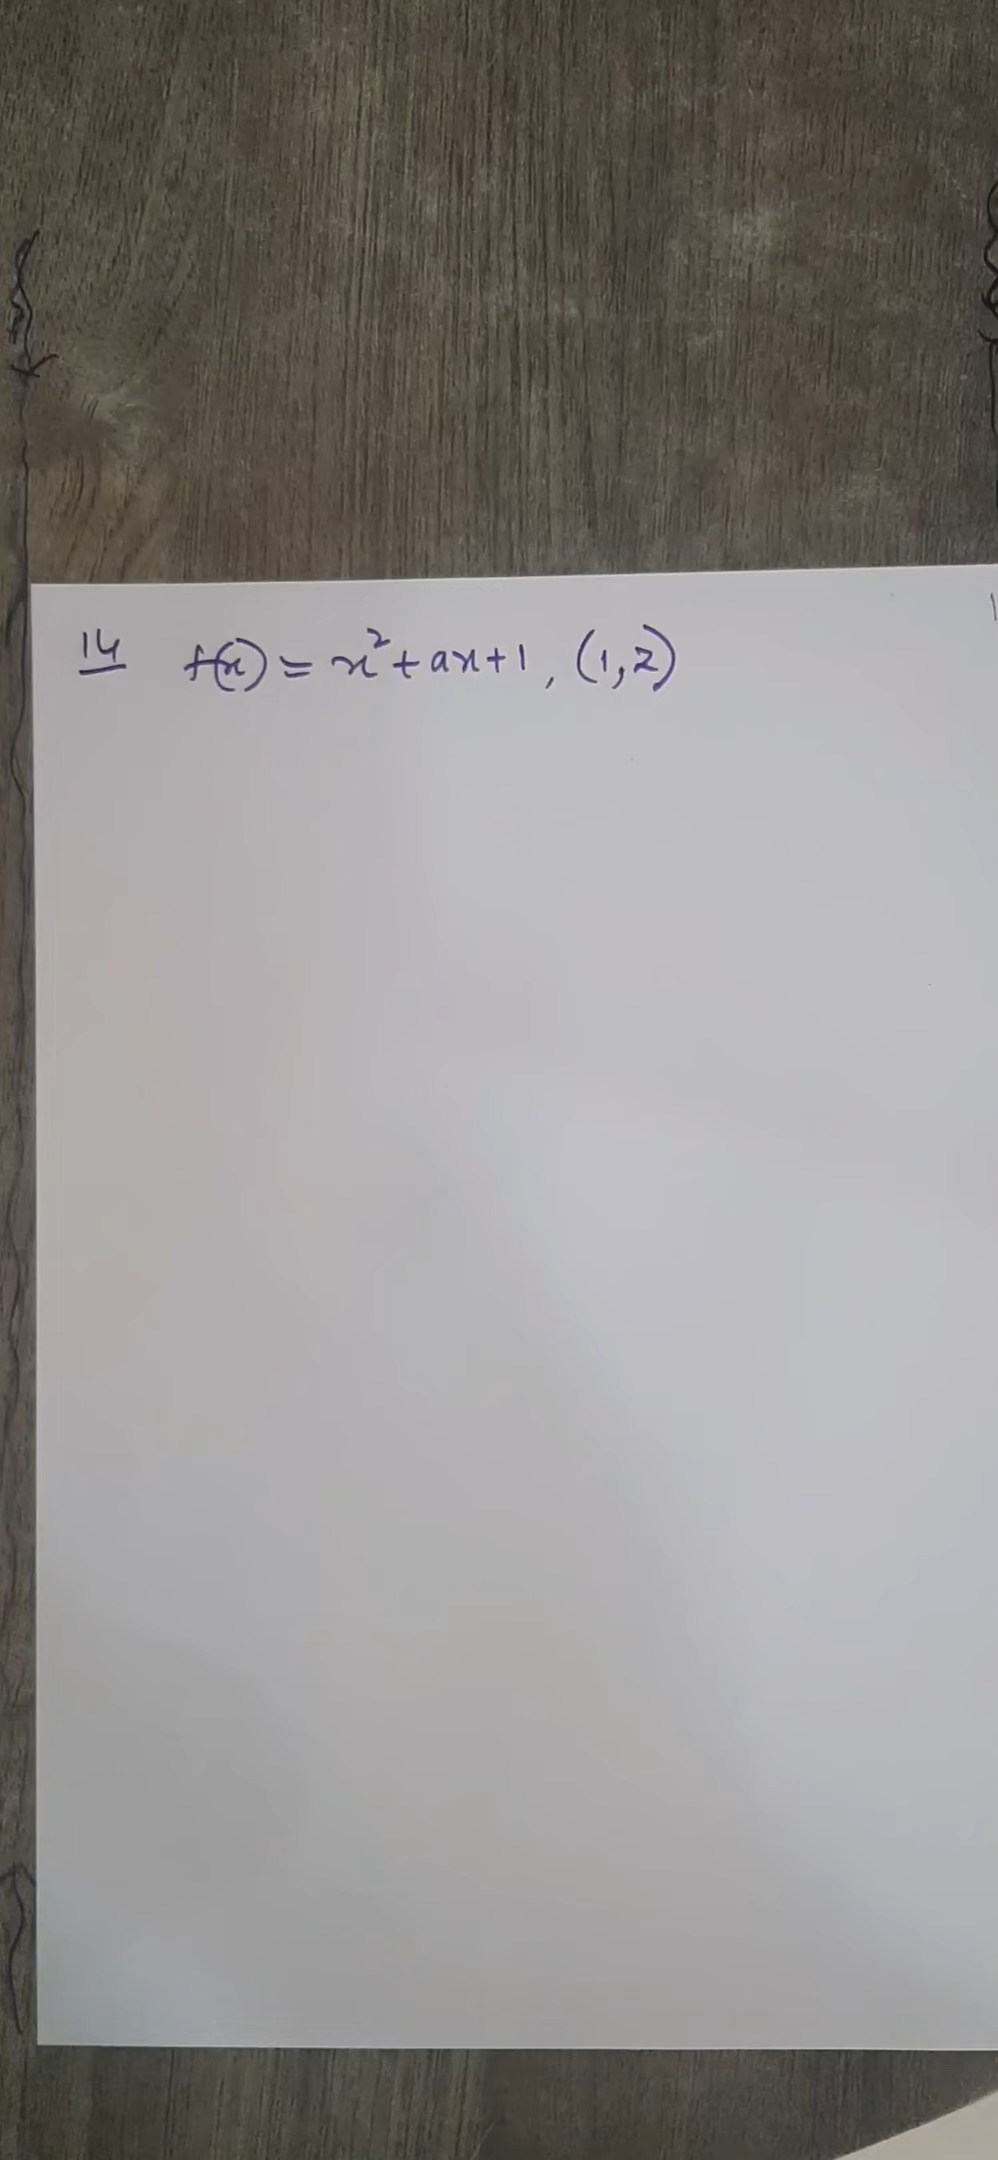 14 f(x) = x² + ax + 1, (1,2)